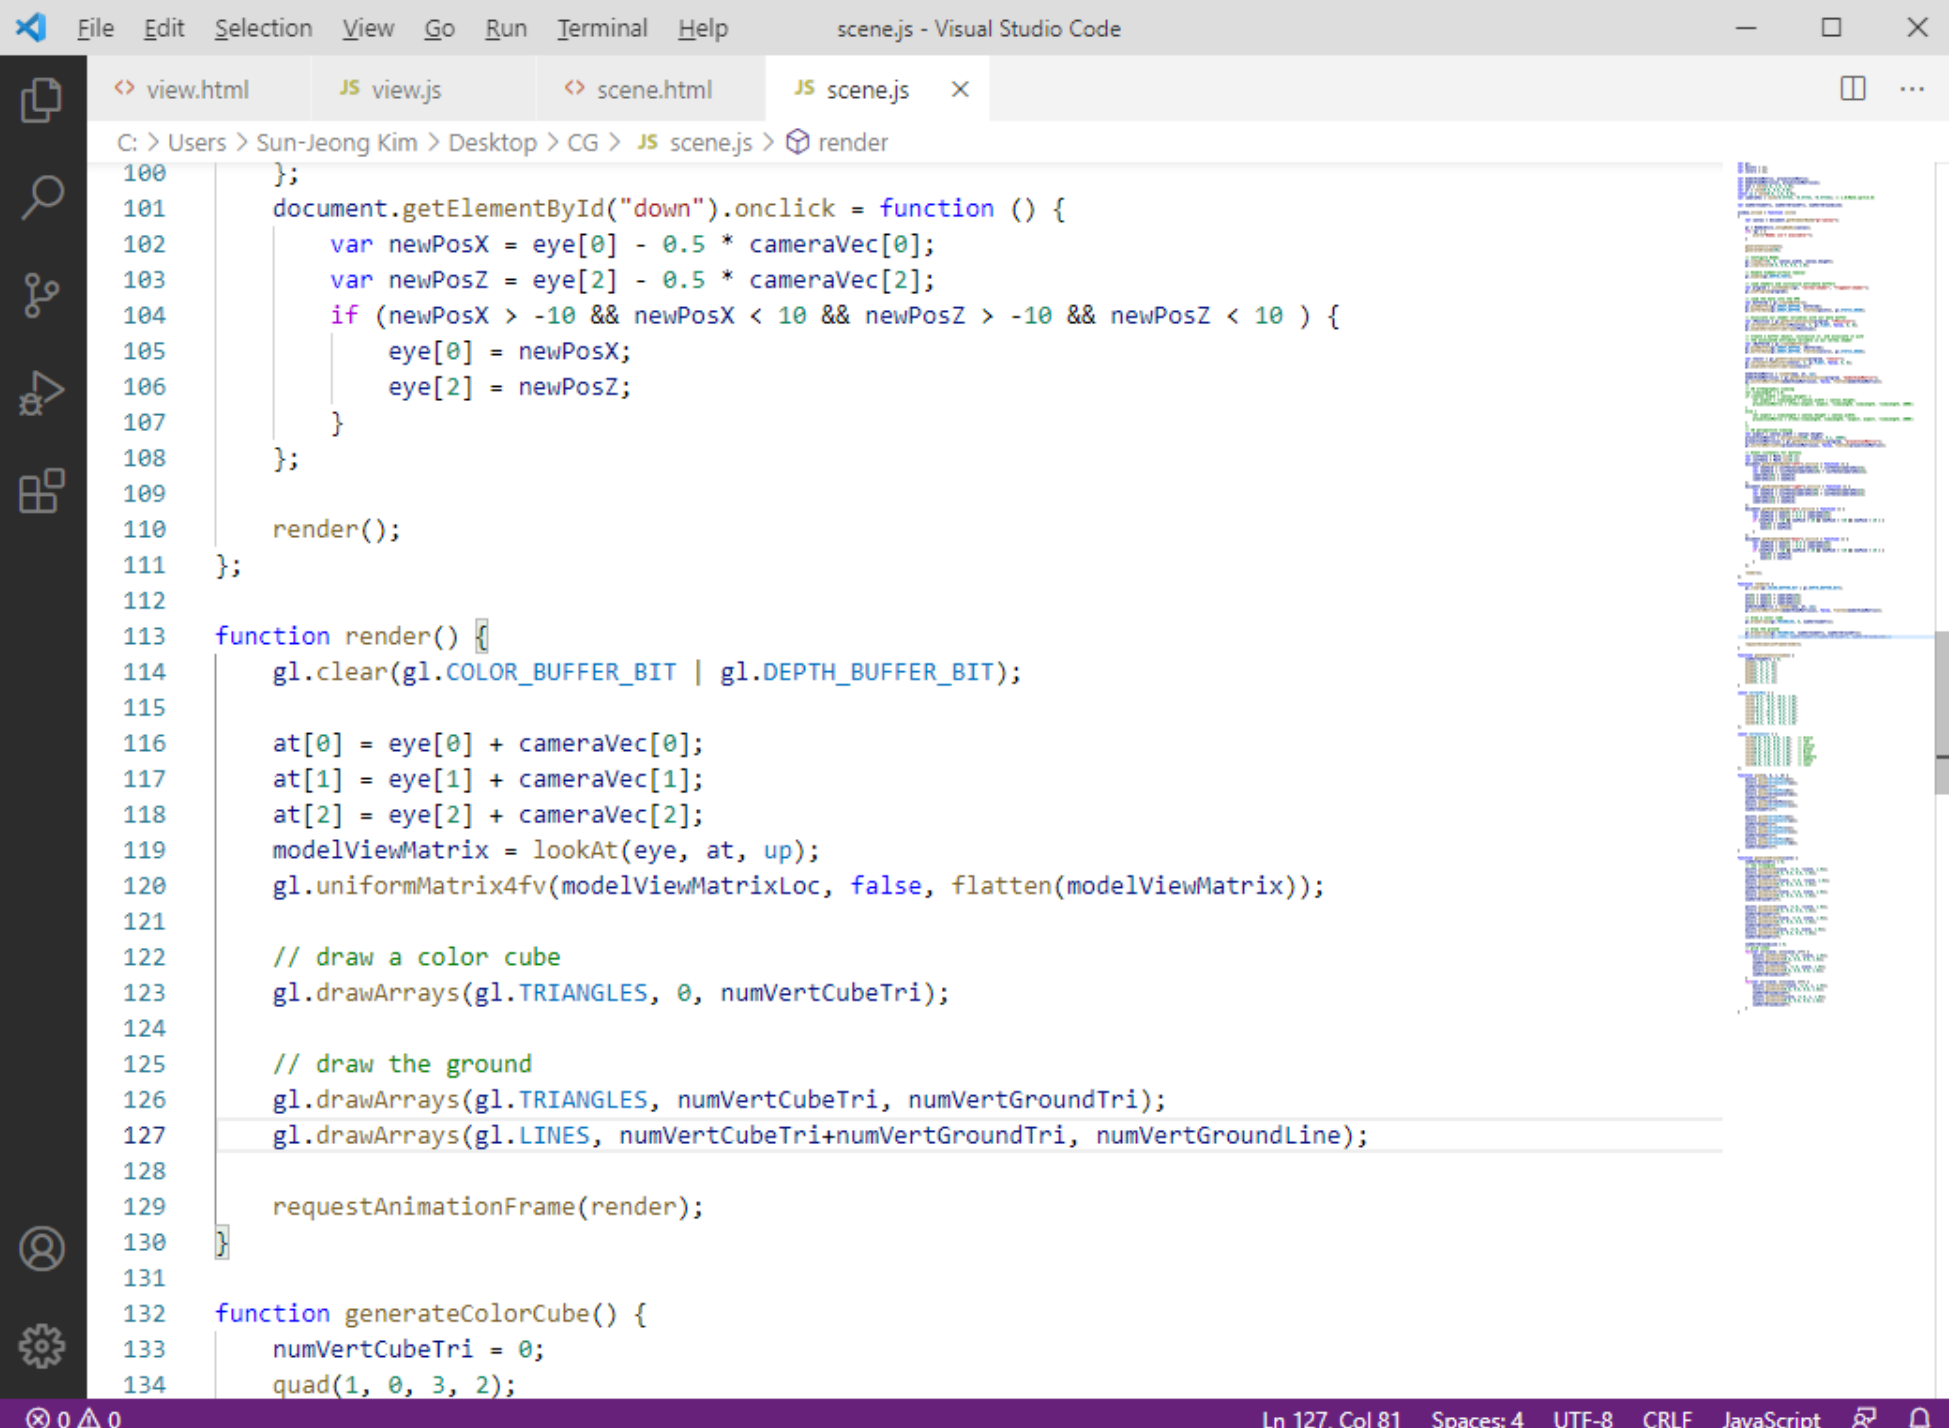 File Edit Selection View Go Run Terminal Help scene.js - Visual Studio Code
view.html JS view.js scene.html JS scene.js
C: > Users > Sun-Jeong Kim > Desktop > CG > JS scene.js > render
100 };
101 document.getElementById("down").onclick = function () {
102 var newPosX = eye[0] - 0.5 * cameraVec[0];
103 var newPosZ = eye[2] - 0.5 * cameraVec[2];
104 if (newPosX > -10 && newPosX < 10 && newPosZ > -10 && newPosZ < 10 ) {
105 eye[0] = newPosX;
106 eye[2] = newPosZ;
107 }
108 };
109
110 render();
111 };
112
113 function render() {
114 gl.clear(gl.COLOR_BUFFER_BIT | gl.DEPTH_BUFFER_BIT);
115
116 at[0] = eye[0] + cameraVec[0];
117 at[1] = eye[1] + cameraVec[1];
118 at[2] = eye[2] + cameraVec[2];
119 modelViewMatrix = lookAt(eye, at, up);
120 gl.uniformMatrix4fv(modelViewMatrixLoc, false, flatten(modelViewMatrix));
121
122 // draw a color cube
123 gl.drawArrays(gl.TRIANGLES, 0, numVertCubeTri);
124
125 // draw the ground
126 gl.drawArrays(gl.TRIANGLES, numVertCubeTri, numVertGroundTri);
127 gl.drawArrays(gl.LINES, numVertCubeTri+numVertGroundTri, numVertGroundLine);
128
129 requestAnimationFrame(render);
130 }
131
132 function generateColorCube() {
133 numVertCubeTri = 0;
134 quad(1, 0, 3, 2);
0 0 Ln 127, Col 81 Spaces: 4 UTF-8 CRLF JavaScript